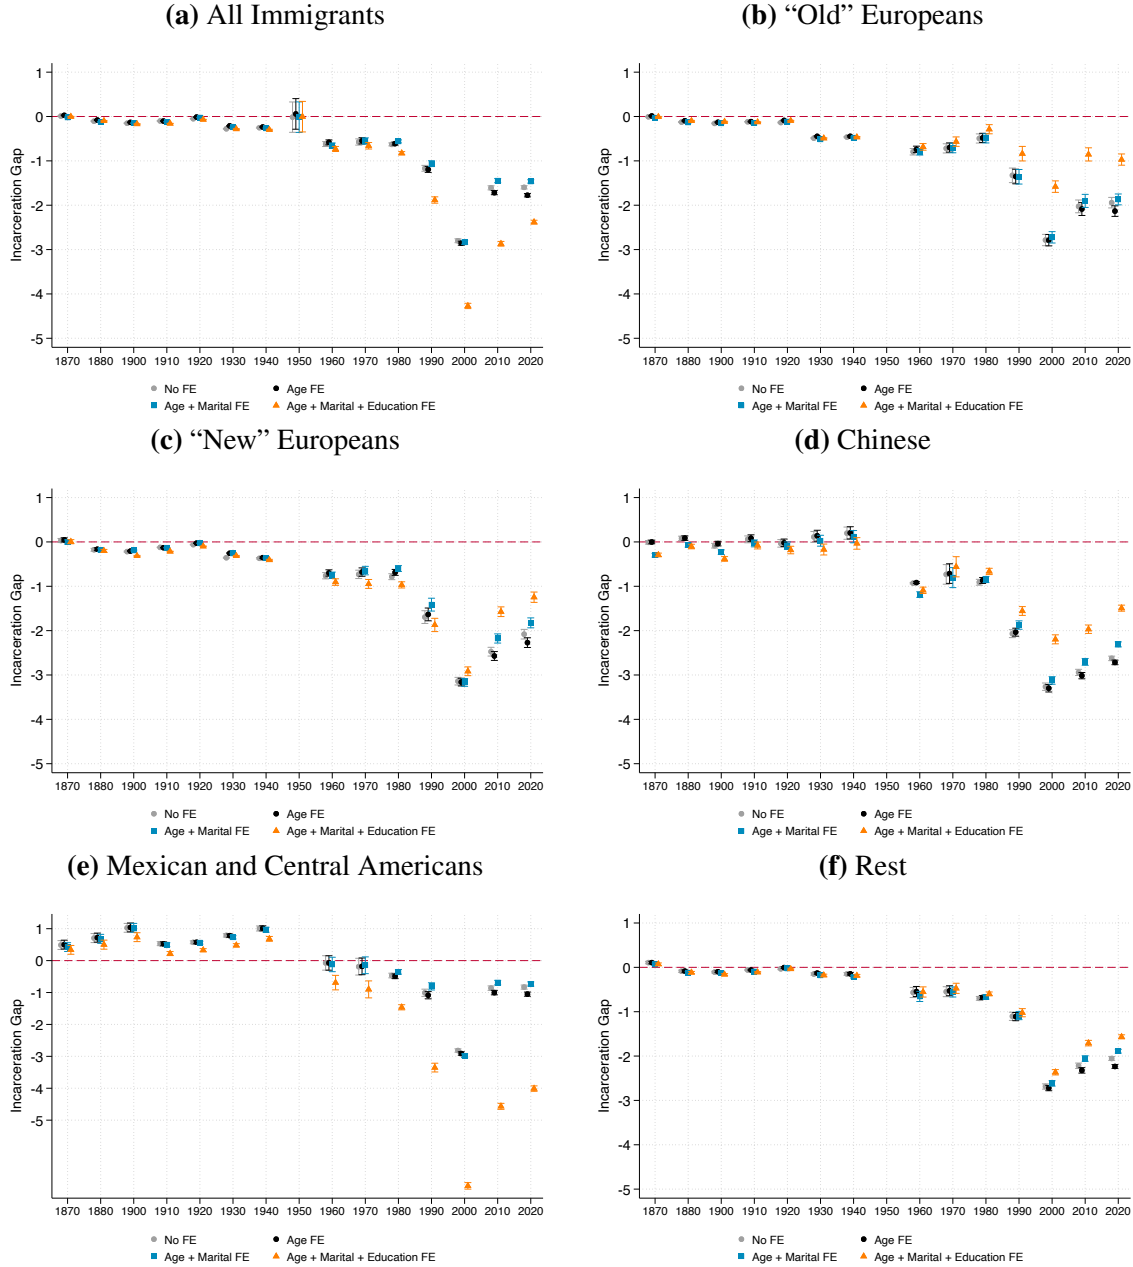 (a) All Immigrants
Incarceration Gap
1
0
-1
-2
-3
-4
-5
1870 1880 1900 1910 1920 1930 1940 1950 1960 1970 1980 1990 2000 2010 2020
No FE Age FE
Age + Marital FE Age + Marital + Education FE
(b) “Old” Europeans
Incarceration Gap
1
0
-1
-2
-3
-4
-5
1870 1880 1900 1910 1920 1930 1940 1950 1960 1970 1980 1990 2000 2010 2020
No FE Age FE
Age + Marital FE Age + Marital + Education FE
(c) “New” Europeans
Incarceration Gap
1
0
-1
-2
-3
-4
-5
1870 1880 1900 1910 1920 1930 1940 1950 1960 1970 1980 1990 2000 2010 2020
No FE Age FE
Age + Marital FE Age + Marital + Education FE
(d) Chinese
Incarceration Gap
1
0
-1
-2
-3
-4
-5
1870 1880 1900 1910 1920 1930 1940 1950 1960 1970 1980 1990 2000 2010 2020
No FE Age FE
Age + Marital FE Age + Marital + Education FE
(e) Mexican and Central Americans
Incarceration Gap
1
0
-1
-2
-3
-4
-5
1870 1880 1900 1910 1920 1930 1940 1950 1960 1970 1980 1990 2000 2010 2020
No FE Age FE
Age + Marital FE Age + Marital + Education FE
(f) Rest
Incarceration Gap
1
0
-1
-2
-3
-4
-5
1870 1880 1900 1910 1920 1930 1940 1950 1960 1970 1980 1990 2000 2010 2020
No FE Age FE
Age + Marital FE Age + Marital + Education FE